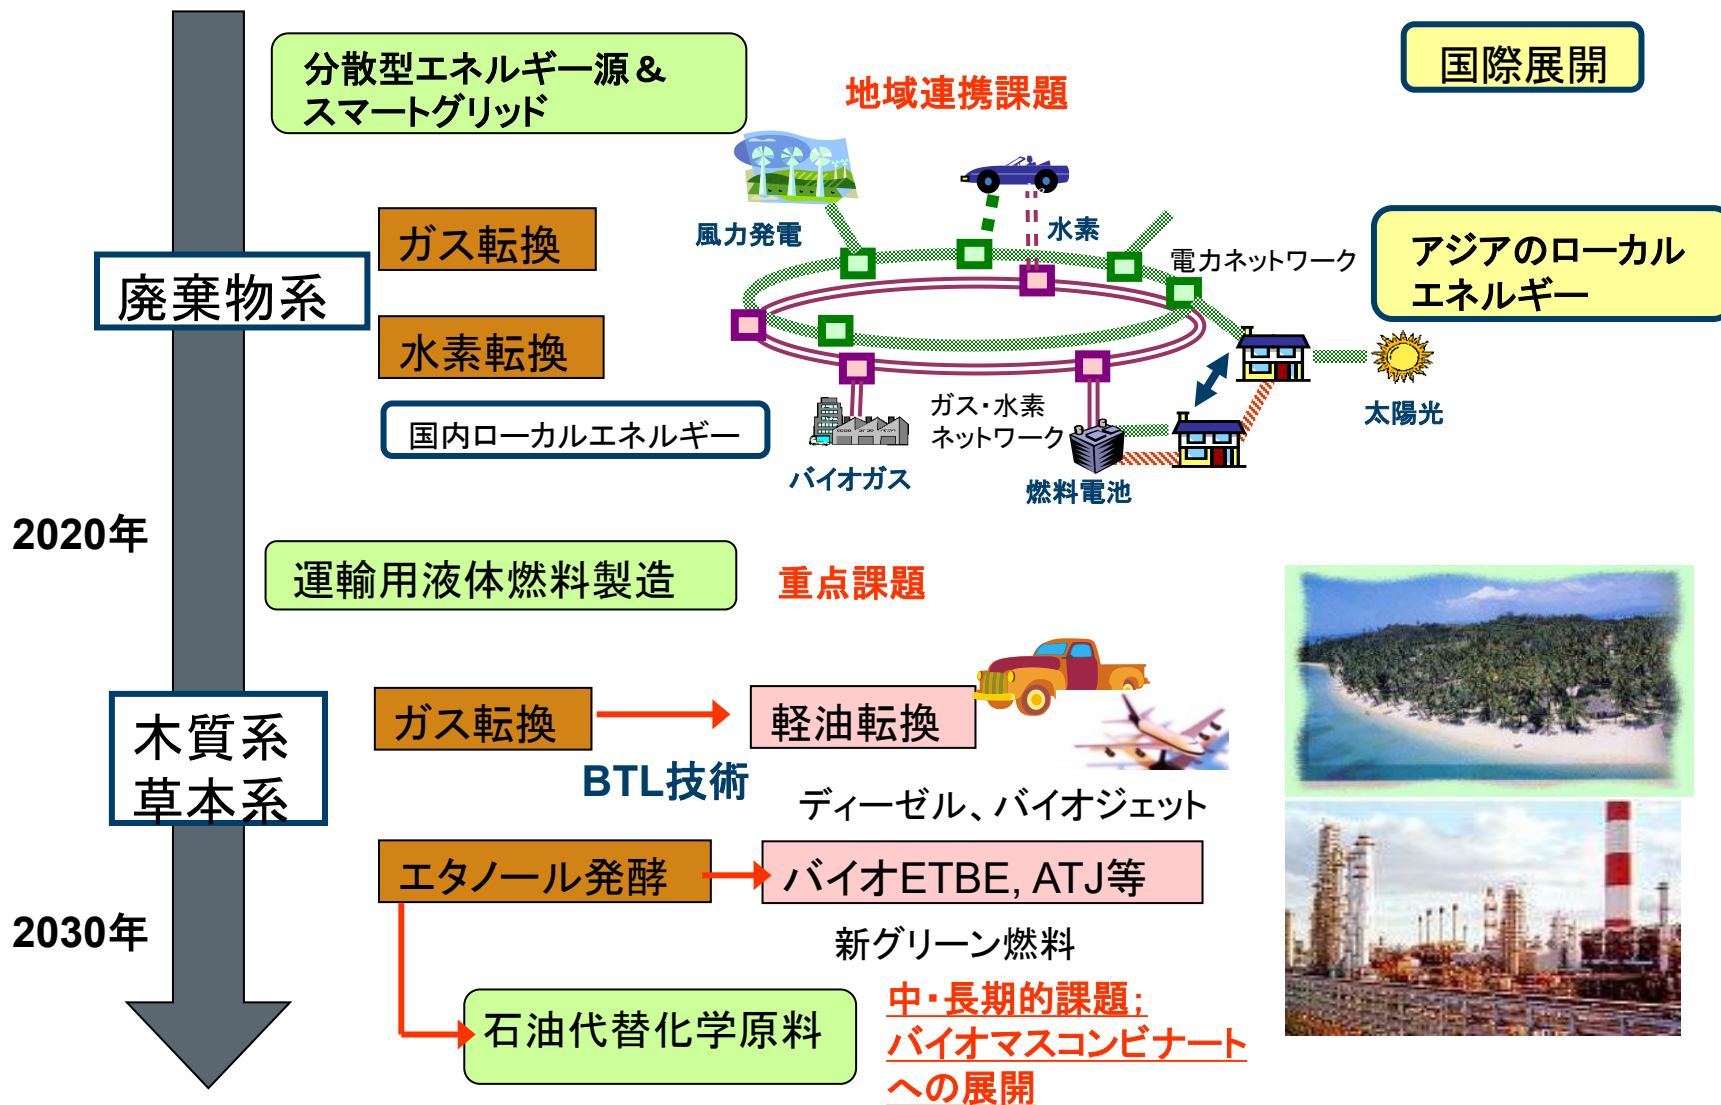 分散型エネルギー源＆
スマートグリッド
地域連携課題
国際展開
風力発電
水素
電力ネットワーク
ガス転換
アジアのローカル
エネルギー
廃棄物系
水素転換
国内ローカルエネルギー
ガス・水素
ネットワーク
太陽光
バイオガス
燃料電池
2020年
運輸用液体燃料製造
重点課題
木質系
草本系
ガス転換
軽油転換
BTL技術
ディーゼル、バイオジェット
エタノール発酵
バイオETBE, ATJ等
2030年
新グリーン燃料
石油代替化学原料
中・長期的課題;
バイオマスコンビナート
への展開